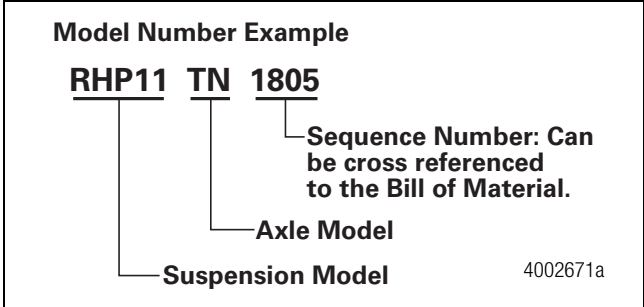 Model Number Example
RHP11 TN 1805
Sequence Number: Can
be cross referenced
to the Bill of Material.
Axle Model
Suspension Model
4002671a